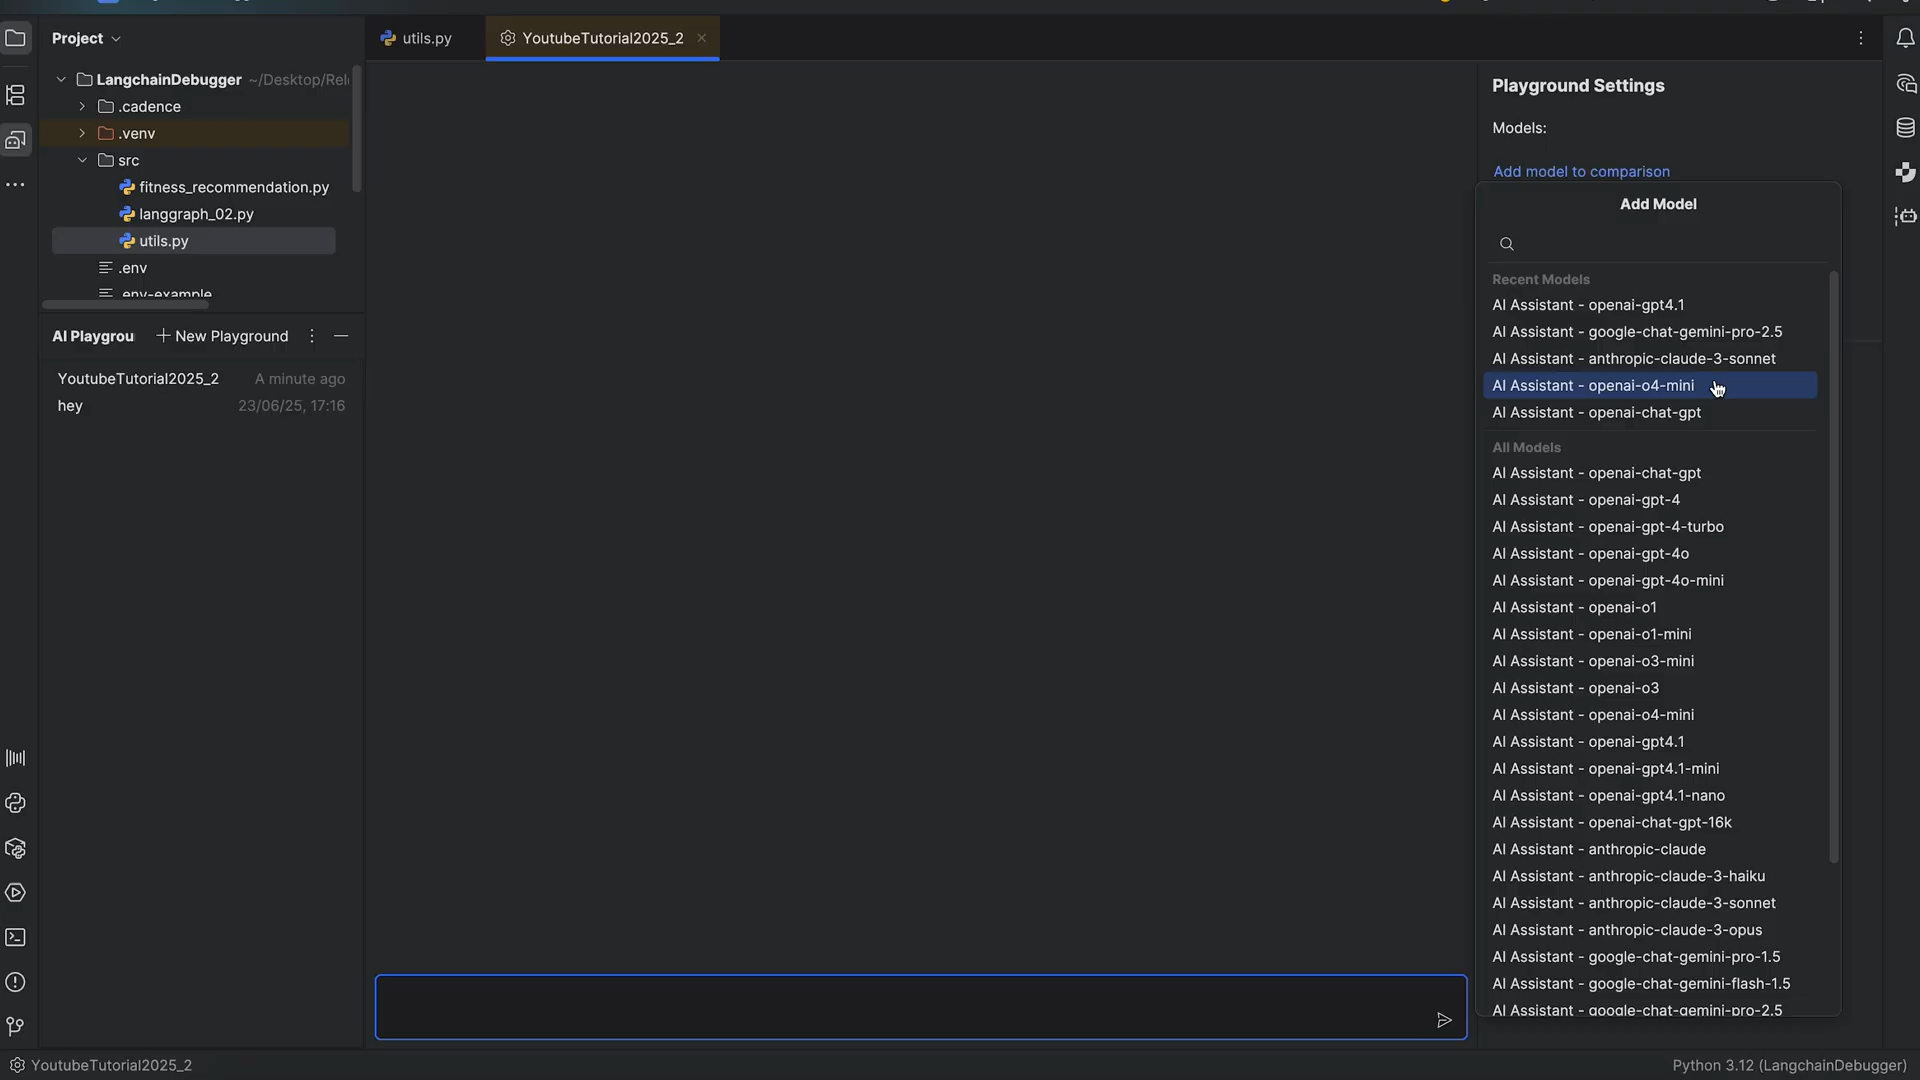 Project
utils.py
YoutubeTutorial2025_2
LangchainDebugger ~/Desktop/Rel
.cadence
.venv
src
fitness_recommendation.py
langgraph_02.py
utils.py
.env
.env-example
AI Playgrou
New Playground
YoutubeTutorial2025_2 A minute ago
hey 23/06/25, 17:16
Playground Settings
Models:
Add model to comparison
Add Model
Recent Models
AI Assistant - openai-gpt4.1
AI Assistant - google-chat-gemini-pro-2.5
AI Assistant - anthropic-claude-3-sonnet
AI Assistant - openai-o4-mini
AI Assistant - openai-chat-gpt
All Models
AI Assistant - openai-chat-gpt
AI Assistant - openai-gpt-4
AI Assistant - openai-gpt-4-turbo
AI Assistant - openai-gpt-4o
AI Assistant - openai-gpt-4o-mini
AI Assistant - openai-o1
AI Assistant - openai-o1-mini
AI Assistant - openai-o3-mini
AI Assistant - openai-o3
AI Assistant - openai-o4-mini
AI Assistant - openai-gpt4.1
AI Assistant - openai-gpt4.1-mini
AI Assistant - openai-gpt4.1-nano
AI Assistant - openai-chat-gpt-16k
AI Assistant - anthropic-claude
AI Assistant - anthropic-claude-3-haiku
AI Assistant - anthropic-claude-3-sonnet
AI Assistant - anthropic-claude-3-opus
AI Assistant - google-chat-gemini-pro-1.5
AI Assistant - google-chat-gemini-flash-1.5
AI Assistant - google-chat-gemini-pro-2.5
YoutubeTutorial2025_2
Python 3.12 (LangchainDebugger)